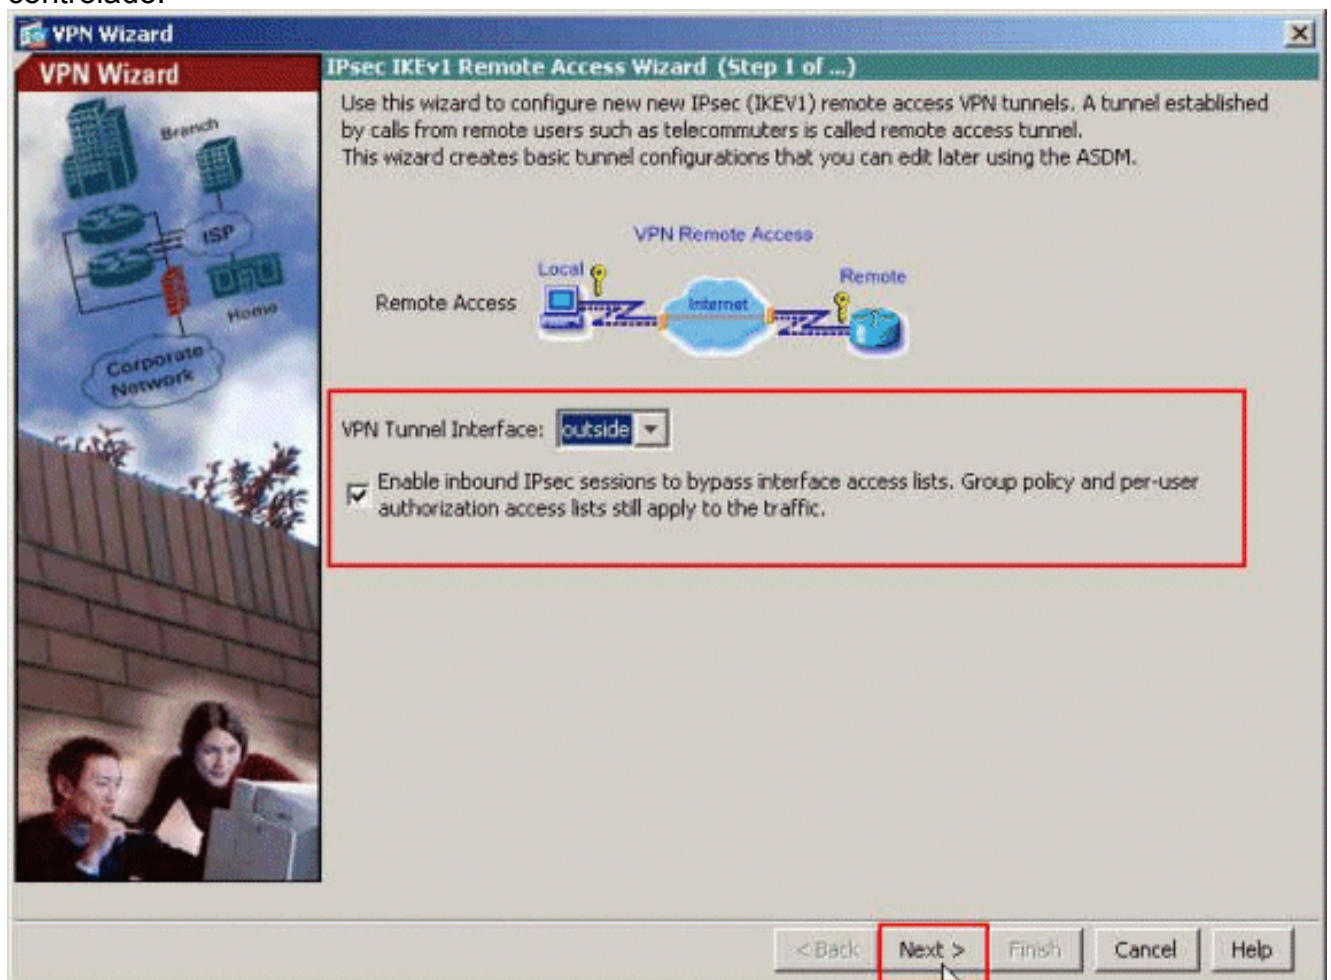 controlado.
VPN Wizard
VPN Wizard
Branch
ISP
Home
Corporate
Network
IPsec IKEv1 Remote Access Wizard (Step 1 of ...)
Use this wizard to configure new new IPsec (IKEV1) remote access VPN tunnels. A tunnel established
by calls from remote users such as telecommuters is called remote access tunnel.
This wizard creates basic tunnel configurations that you can edit later using the ASDM.
VPN Remote Access
Local
Remote
Remote Access
Internet
VPN Tunnel Interface: outside
Enable inbound IPsec sessions to bypass interface access lists. Group policy and per-user
authorization access lists still apply to the traffic.
< Back Next > Finish Cancel Help